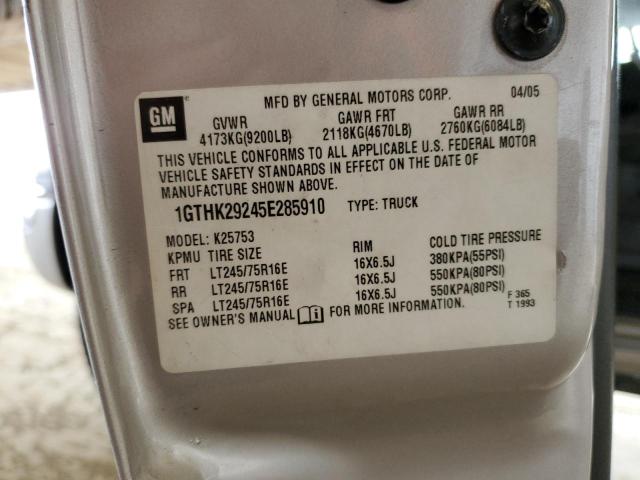 GM
MFD BY GENERAL MOTORS CORP. 04/05
GVWR GAWR FRT GAWR RR
4173KG(9200LB) 2118KG(4670LB) 2760KG(6084LB)
THIS VEHICLE CONFORMS TO ALL APPLICABLE U.S. FEDERAL MOTOR
VEHICLE SAFETY STANDARDS IN EFFECT ON THE DATE OF
MANUFACTURE SHOWN ABOVE.
1GTHK29245E285910 TYPE: TRUCK
MODEL: K25753
KPMU TIRE SIZE RIM COLD TIRE PRESSURE
FRT LT245/75R16E 16X6.5J 380KPA(55PSI)
RR LT245/75R16E 16X6.5J 550KPA(80PSI)
SPA LT245/75R16E 16X6.5J 550KPA(80PSI)
SEE OWNER'S MANUAL i FOR MORE INFORMATION.
F 365
T 1993